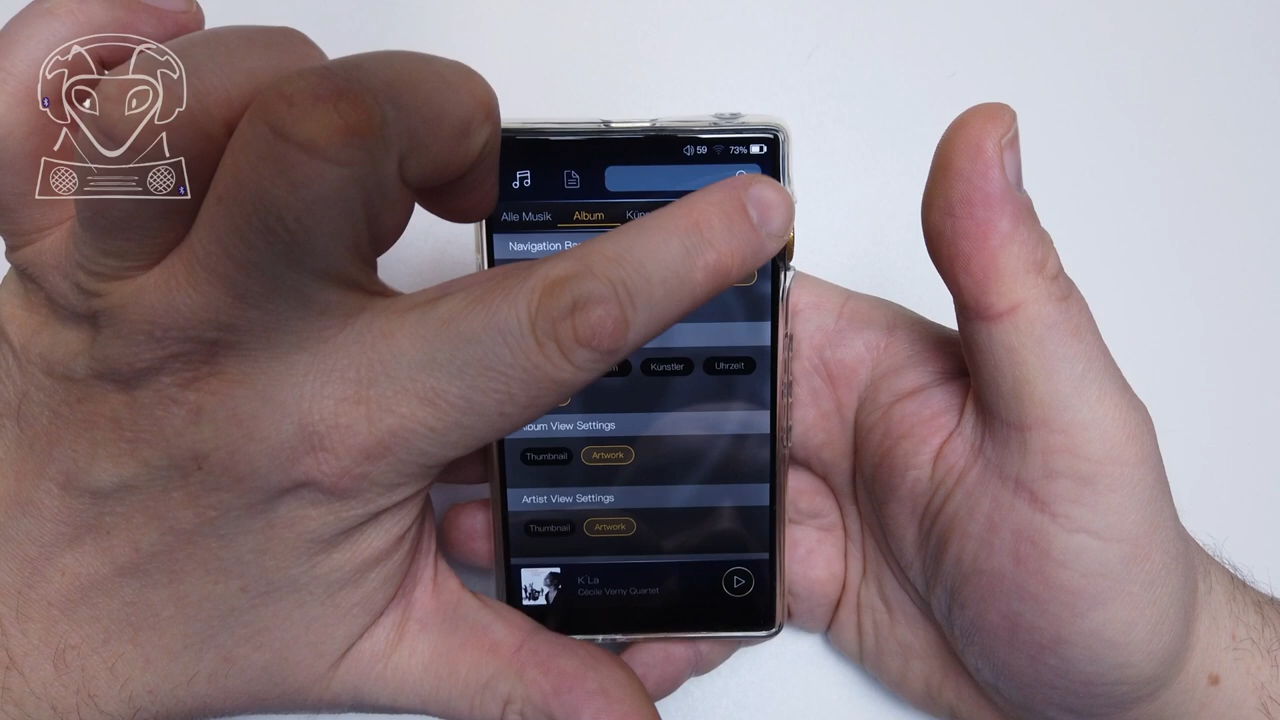 59 73%
Alle Musik Album
Navigation
Künstler Uhrzeit
Album View Settings
Thumbnail Artwork
Artist View Settings
Thumbnail Artwork
K´La
Cécile Verny Quartet